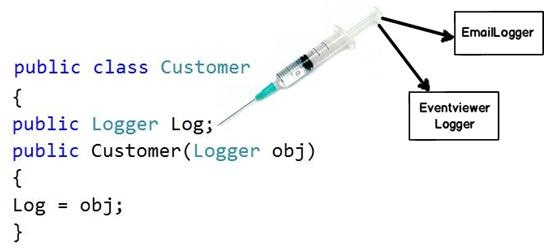 public class Customer
{
public Logger Log;
public Customer(Logger obj)
{
Log = obj;
}
EmailLogger
Eventviewer
Logger